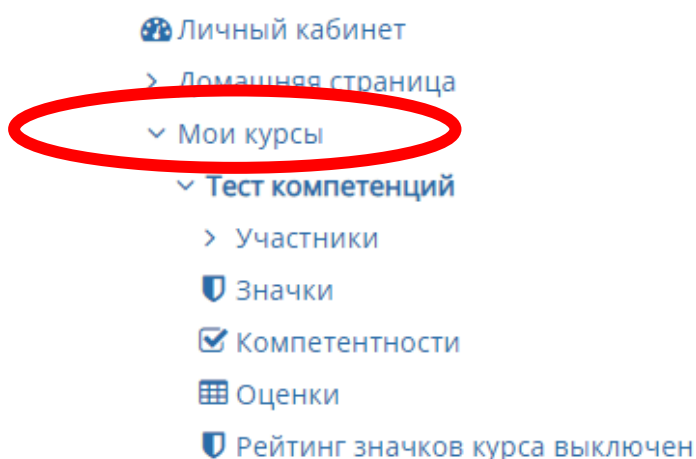 Личный кабинет
Домашняя страница
Мои курсы
Тест компетенций
Участники
Значки
Компетентности
Оценки
Рейтинг значков курса выключен